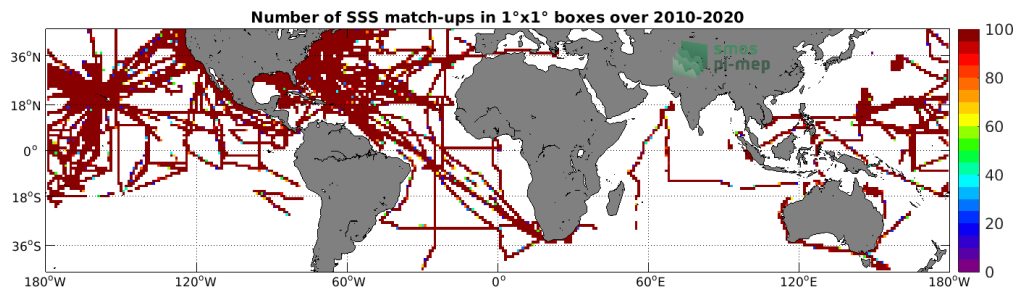 Number of SSS match-ups in 1°x1° boxes over 2010-2020
smos
pi-mep
36°N
18°N
0°
18°S
36°S
180°W
120°W
60°W
0°
60°E
120°E
180°W
100
80
60
40
20
0